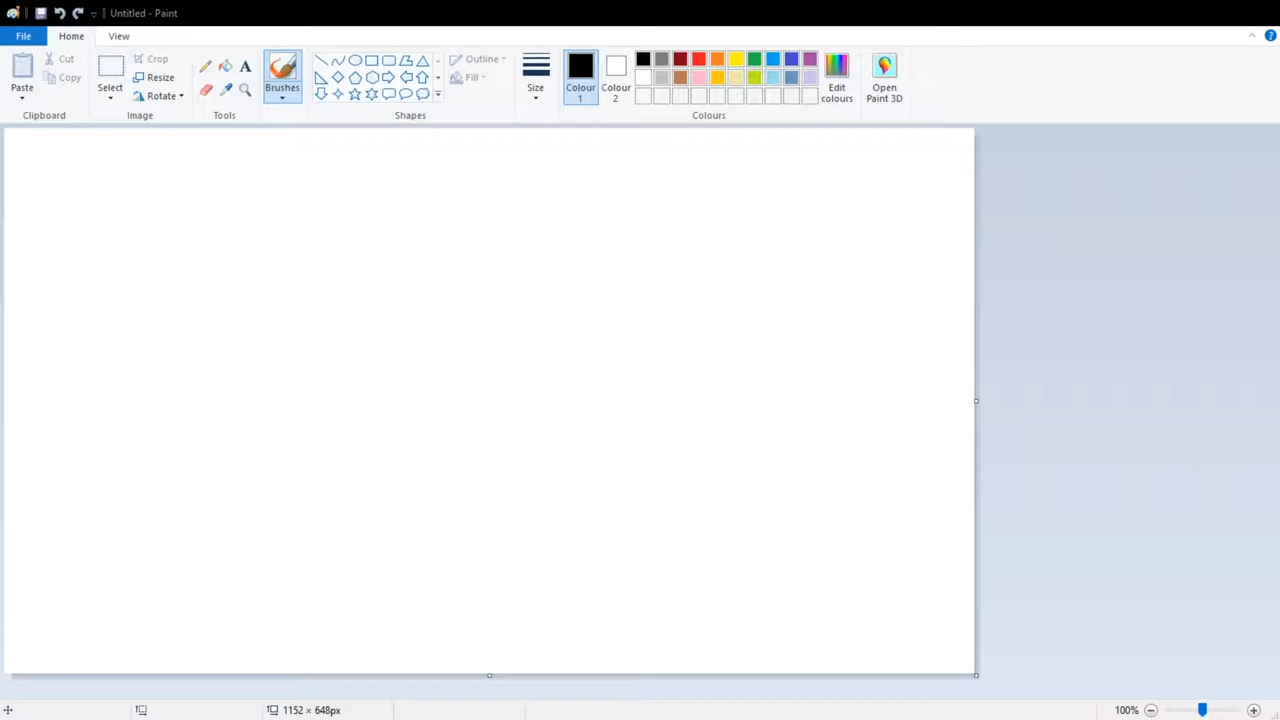 Untitled - Paint
File Home View
Paste Cut Copy Clipboard
Select Crop Resize Rotate Image
A Tools
Brushes
Shapes Outline Fill
Size
Colour 1 Colour 2 Edit colours Colours
Open Paint 3D
1152 × 648px
100%